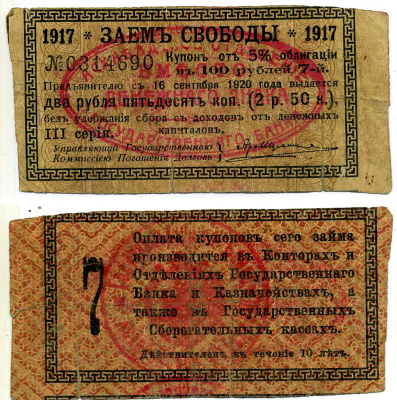 1917 * ЗАЕМЪ СВОБОДЫ * 1917
№0314690 Купонъ отъ 5% облигаціи
въ 100 рублей 7-й.
Предъявителю съ 16 сентября 1920 года выдается
два рубля пятьдесятъ коп. (2 р. 50 к.),
безъ удержанія сбора съ доходовъ отъ денежныхъ
III серія. капиталовъ.
Управляющій Государственною
Коммиссіею Погашенія Долговъ
7
Оплата купоновъ сего займа
производится въ Конторахъ и
Отдѣленіяхъ Государственнаго
Банка и Казначействахъ, а
также въ Государственныхъ
Сберегательныхъ кассахъ.
Дѣйствителенъ въ теченіе 10 лѣтъ.